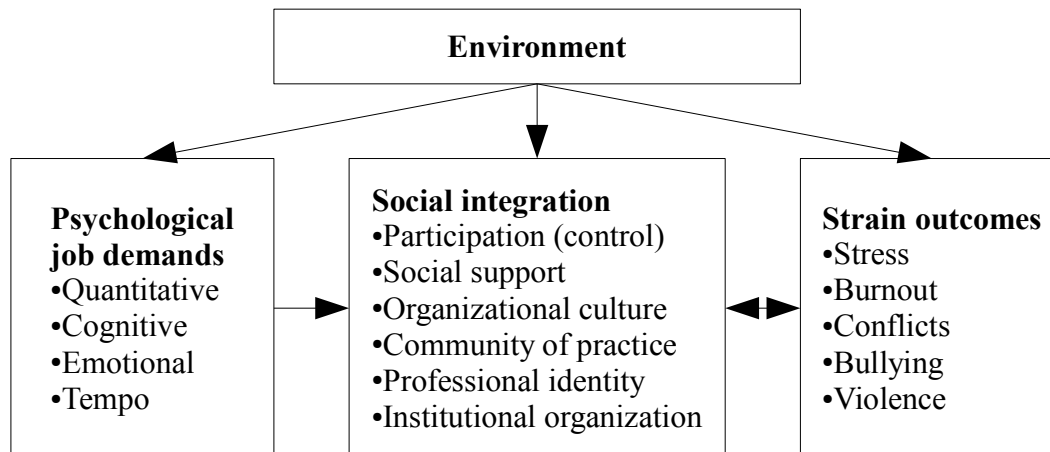 Environment
Psychological
job demands
•Quantitative
•Cognitive
•Emotional
•Tempo
Social integration
•Participation (control)
•Social support
•Organizational culture
•Community of practice
•Professional identity
•Institutional organization
Strain outcomes
•Stress
•Burnout
•Conflicts
•Bullying
•Violence